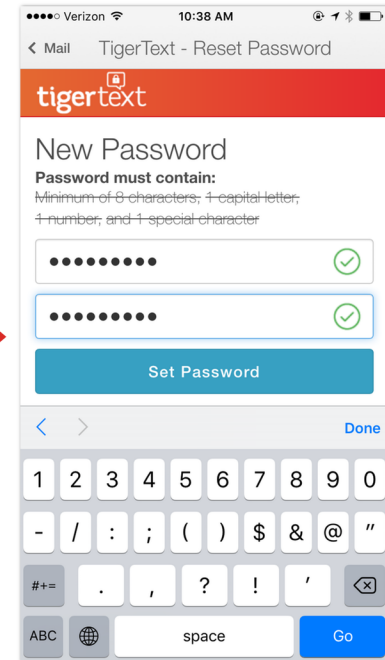 Verizon 10:38 AM
Mail TigerText - Reset Password
tigertext
New Password
Password must contain:
Minimum of 8 characters, 1 capital letter,
1 number, and 1 special character
●●●●●●●●●
●●●●●●●●●
Set Password
Done
1 2 3 4 5 6 7 8 9 0
- / : ; ( ) $ & @ "
#+= . , ? ! '
ABC space Go